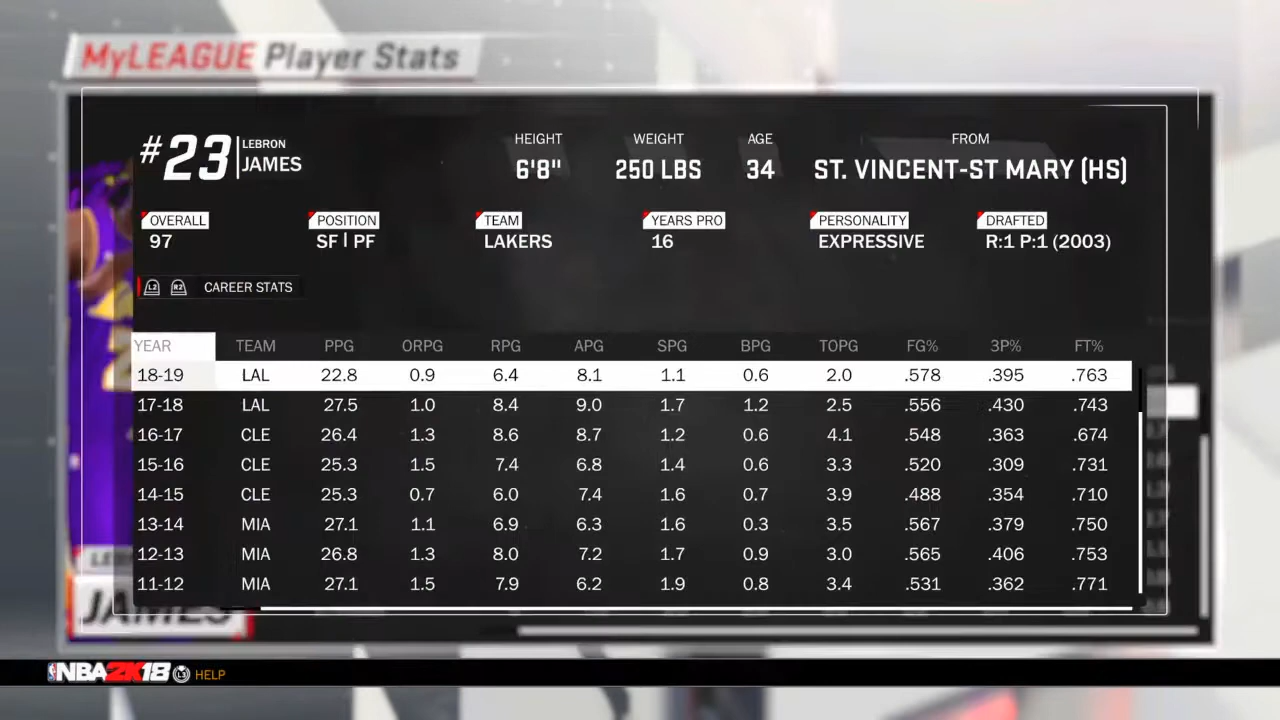 MyLEAGUE Player Stats
#23 LEBRON JAMES
HEIGHT WEIGHT AGE FROM
6'8" 250 LBS 34 ST. VINCENT-ST MARY (HS)
OVERALL POSITION TEAM YEARS PRO PERSONALITY DRAFTED
97 SF | PF LAKERS 16 EXPRESSIVE R:1 P:1 (2003)
L2 R2 CAREER STATS
YEAR TEAM PPG ORPG RPG APG SPG BPG TOPG FG% 3P% FT%
18-19 LAL 22.8 0.9 6.4 8.1 1.1 0.6 2.0 .578 .395 .763
17-18 LAL 27.5 1.0 8.4 9.0 1.7 1.2 2.5 .556 .430 .743
16-17 CLE 26.4 1.3 8.6 8.7 1.2 0.6 4.1 .548 .363 .674
15-16 CLE 25.3 1.5 7.4 6.8 1.4 0.6 3.3 .520 .309 .731
14-15 CLE 25.3 0.7 6.0 7.4 1.6 0.7 3.9 .488 .354 .710
13-14 MIA 27.1 1.1 6.9 6.3 1.6 0.3 3.5 .567 .379 .750
12-13 MIA 26.8 1.3 8.0 7.2 1.7 0.9 3.0 .565 .406 .753
11-12 MIA 27.1 1.5 7.9 6.2 1.9 0.8 3.4 .531 .362 .771
JAMES
NBA2K18 HELP